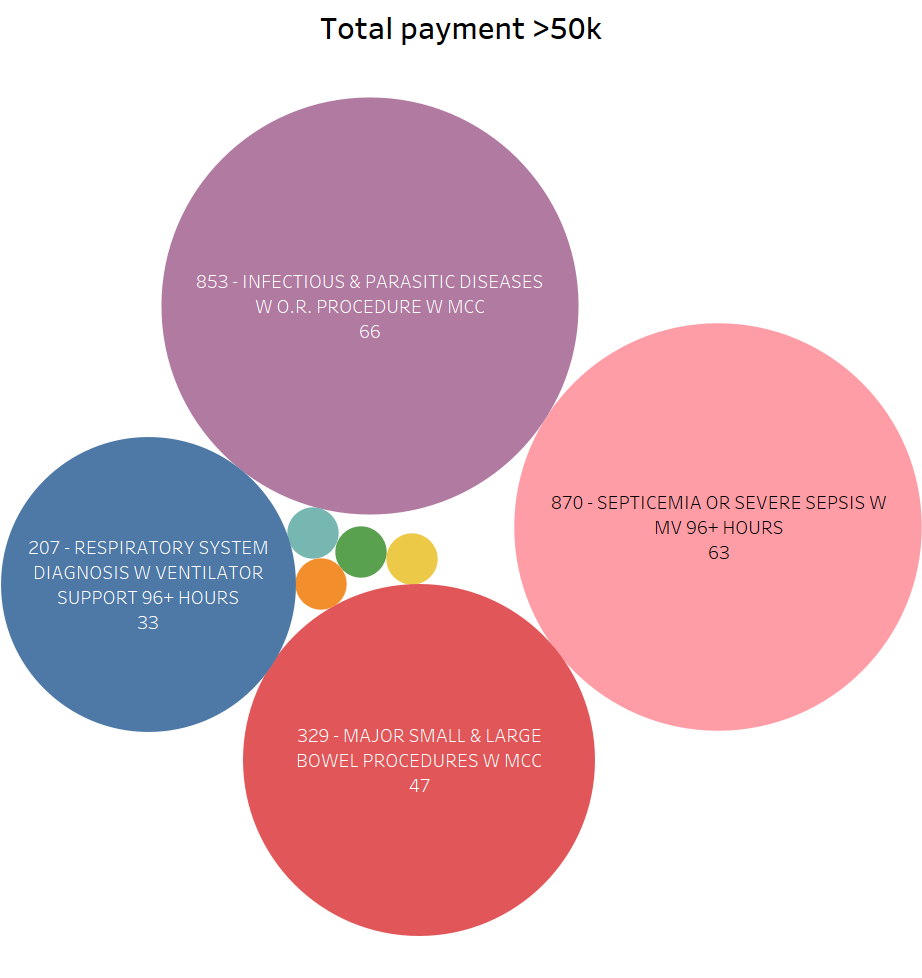 Total payment >50k
853 - INFECTIOUS & PARASITIC DISEASES
W O.R. PROCEDURE W MCC
66
870 - SEPTICEMIA OR SEVERE SEPSIS W
MV 96+ HOURS
63
207 - RESPIRATORY SYSTEM
DIAGNOSIS W VENTILATOR
SUPPORT 96+ HOURS
33
329 - MAJOR SMALL & LARGE
BOWEL PROCEDURES W MCC
47